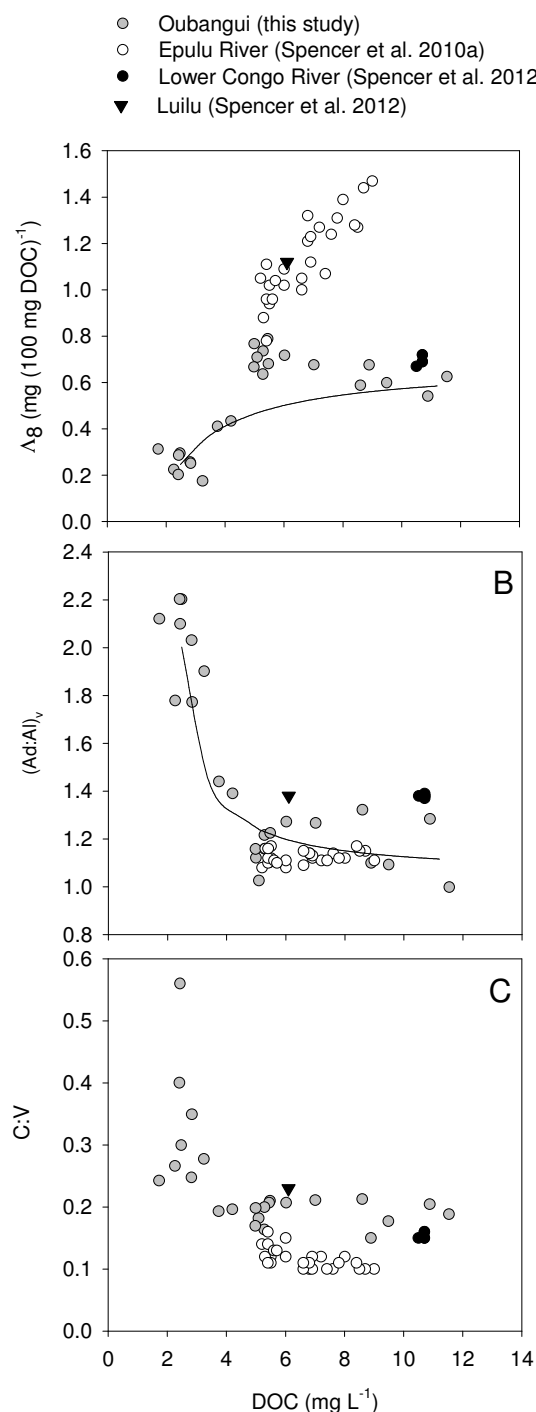 Oubangui (this study)
Epulu River (Spencer et al. 2010a)
Lower Congo River (Spencer et al. 2012
Luilu (Spencer et al. 2012)
1.6
1.4
1.2
1.0
0.8
0.6
0.4
0.2
0.0
Λ8 (mg (100 mg DOC)-1
B
2.4
2.2
2.0
1.8
1.6
1.4
1.2
1.0
0.8
(Ad:Al)v
C
0.6
0.5
0.4
0.3
0.2
0.1
0.0
C:V
0 2 4 6 8 10 12 14
DOC (mg L-1)